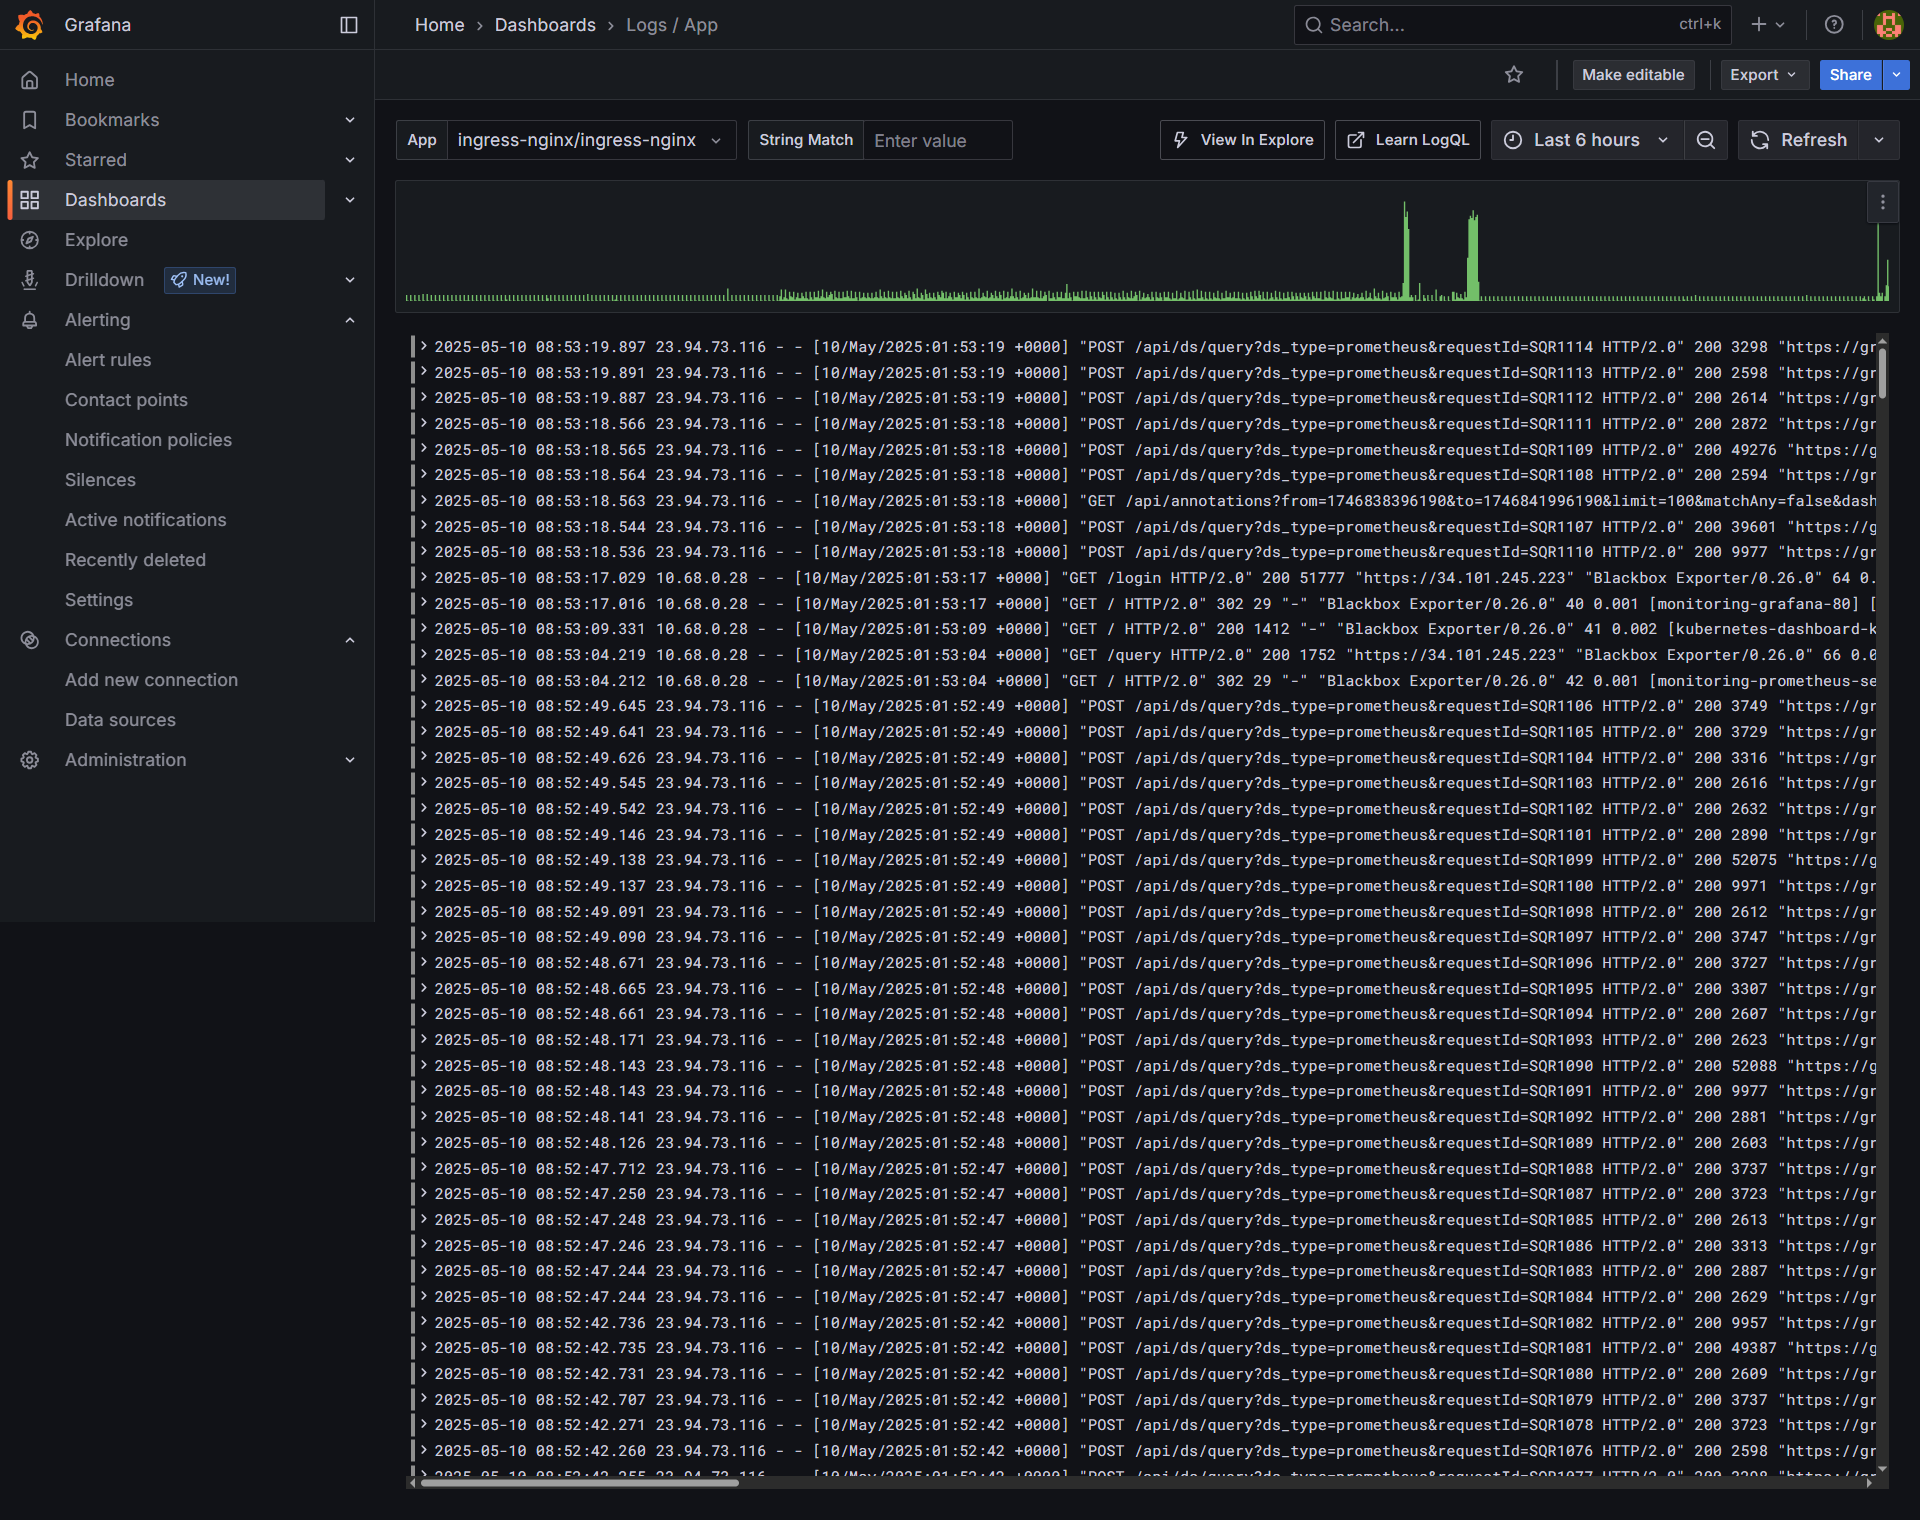 Grafana
Home › Dashboards › Logs / App
Search...
ctrl+k
Make editable
Export
Share
Home
Bookmarks
Starred
Dashboards
Explore
Drilldown
New!
Alerting
Alert rules
Contact points
Notification policies
Silences
Active notifications
Recently deleted
Settings
Connections
Add new connection
Data sources
Administration
App
ingress-nginx/ingress-nginx
String Match
Enter value
View In Explore
Learn LogQL
Last 6 hours
Refresh
2025-05-10 08:53:19.897 23.94.73.116 - - [10/May/2025:01:53:19 +0000] "POST /api/ds/query?ds_type=prometheus&requestId=SQR1114 HTTP/2.0" 200 3298 "https://gr
2025-05-10 08:53:19.891 23.94.73.116 - - [10/May/2025:01:53:19 +0000] "POST /api/ds/query?ds_type=prometheus&requestId=SQR1113 HTTP/2.0" 200 2598 "https://gr
2025-05-10 08:53:19.887 23.94.73.116 - - [10/May/2025:01:53:19 +0000] "POST /api/ds/query?ds_type=prometheus&requestId=SQR1112 HTTP/2.0" 200 2614 "https://gr
2025-05-10 08:53:18.566 23.94.73.116 - - [10/May/2025:01:53:18 +0000] "POST /api/ds/query?ds_type=prometheus&requestId=SQR1111 HTTP/2.0" 200 2872 "https://gr
2025-05-10 08:53:18.565 23.94.73.116 - - [10/May/2025:01:53:18 +0000] "POST /api/ds/query?ds_type=prometheus&requestId=SQR1109 HTTP/2.0" 200 49276 "https://g
2025-05-10 08:53:18.564 23.94.73.116 - - [10/May/2025:01:53:18 +0000] "POST /api/ds/query?ds_type=prometheus&requestId=SQR1108 HTTP/2.0" 200 2594 "https://gr
2025-05-10 08:53:18.563 23.94.73.116 - - [10/May/2025:01:53:18 +0000] "GET /api/annotations?from=1746838396190&to=1746841996190&limit=100&matchAny=false&dash
2025-05-10 08:53:18.544 23.94.73.116 - - [10/May/2025:01:53:18 +0000] "POST /api/ds/query?ds_type=prometheus&requestId=SQR1107 HTTP/2.0" 200 39601 "https://g
2025-05-10 08:53:18.536 23.94.73.116 - - [10/May/2025:01:53:18 +0000] "POST /api/ds/query?ds_type=prometheus&requestId=SQR1110 HTTP/2.0" 200 9977 "https://gr
2025-05-10 08:53:17.029 10.68.0.28 - - [10/May/2025:01:53:17 +0000] "GET /login HTTP/2.0" 200 51777 "https://34.101.245.223" "Blackbox Exporter/0.26.0" 64 0.
2025-05-10 08:53:17.016 10.68.0.28 - - [10/May/2025:01:53:17 +0000] "GET / HTTP/2.0" 302 29 "-" "Blackbox Exporter/0.26.0" 40 0.001 [monitoring-grafana-80] [
2025-05-10 08:53:09.331 10.68.0.28 - - [10/May/2025:01:53:09 +0000] "GET / HTTP/2.0" 200 1412 "-" "Blackbox Exporter/0.26.0" 41 0.002 [kubernetes-dashboard-k
2025-05-10 08:53:04.219 10.68.0.28 - - [10/May/2025:01:53:04 +0000] "GET /query HTTP/2.0" 200 1752 "https://34.101.245.223" "Blackbox Exporter/0.26.0" 66 0.0
2025-05-10 08:53:04.212 10.68.0.28 - - [10/May/2025:01:53:04 +0000] "GET / HTTP/2.0" 302 29 "-" "Blackbox Exporter/0.26.0" 42 0.001 [monitoring-prometheus-se
2025-05-10 08:52:49.645 23.94.73.116 - - [10/May/2025:01:52:49 +0000] "POST /api/ds/query?ds_type=prometheus&requestId=SQR1106 HTTP/2.0" 200 3749 "https://gr
2025-05-10 08:52:49.641 23.94.73.116 - - [10/May/2025:01:52:49 +0000] "POST /api/ds/query?ds_type=prometheus&requestId=SQR1105 HTTP/2.0" 200 3729 "https://gr
2025-05-10 08:52:49.626 23.94.73.116 - - [10/May/2025:01:52:49 +0000] "POST /api/ds/query?ds_type=prometheus&requestId=SQR1104 HTTP/2.0" 200 3316 "https://gr
2025-05-10 08:52:49.545 23.94.73.116 - - [10/May/2025:01:52:49 +0000] "POST /api/ds/query?ds_type=prometheus&requestId=SQR1103 HTTP/2.0" 200 2616 "https://gr
2025-05-10 08:52:49.542 23.94.73.116 - - [10/May/2025:01:52:49 +0000] "POST /api/ds/query?ds_type=prometheus&requestId=SQR1102 HTTP/2.0" 200 2632 "https://gr
2025-05-10 08:52:49.146 23.94.73.116 - - [10/May/2025:01:52:49 +0000] "POST /api/ds/query?ds_type=prometheus&requestId=SQR1101 HTTP/2.0" 200 2890 "https://gr
2025-05-10 08:52:49.138 23.94.73.116 - - [10/May/2025:01:52:49 +0000] "POST /api/ds/query?ds_type=prometheus&requestId=SQR1099 HTTP/2.0" 200 52075 "https://g
2025-05-10 08:52:49.137 23.94.73.116 - - [10/May/2025:01:52:49 +0000] "POST /api/ds/query?ds_type=prometheus&requestId=SQR1100 HTTP/2.0" 200 9971 "https://gr
2025-05-10 08:52:49.091 23.94.73.116 - - [10/May/2025:01:52:49 +0000] "POST /api/ds/query?ds_type=prometheus&requestId=SQR1098 HTTP/2.0" 200 2612 "https://gr
2025-05-10 08:52:49.090 23.94.73.116 - - [10/May/2025:01:52:49 +0000] "POST /api/ds/query?ds_type=prometheus&requestId=SQR1097 HTTP/2.0" 200 3747 "https://gr
2025-05-10 08:52:48.671 23.94.73.116 - - [10/May/2025:01:52:48 +0000] "POST /api/ds/query?ds_type=prometheus&requestId=SQR1096 HTTP/2.0" 200 3727 "https://gr
2025-05-10 08:52:48.665 23.94.73.116 - - [10/May/2025:01:52:48 +0000] "POST /api/ds/query?ds_type=prometheus&requestId=SQR1095 HTTP/2.0" 200 3307 "https://gr
2025-05-10 08:52:48.661 23.94.73.116 - - [10/May/2025:01:52:48 +0000] "POST /api/ds/query?ds_type=prometheus&requestId=SQR1094 HTTP/2.0" 200 2607 "https://gr
2025-05-10 08:52:48.171 23.94.73.116 - - [10/May/2025:01:52:48 +0000] "POST /api/ds/query?ds_type=prometheus&requestId=SQR1093 HTTP/2.0" 200 2623 "https://gr
2025-05-10 08:52:48.143 23.94.73.116 - - [10/May/2025:01:52:48 +0000] "POST /api/ds/query?ds_type=prometheus&requestId=SQR1090 HTTP/2.0" 200 52088 "https://g
2025-05-10 08:52:48.143 23.94.73.116 - - [10/May/2025:01:52:48 +0000] "POST /api/ds/query?ds_type=prometheus&requestId=SQR1091 HTTP/2.0" 200 9977 "https://gr
2025-05-10 08:52:48.141 23.94.73.116 - - [10/May/2025:01:52:48 +0000] "POST /api/ds/query?ds_type=prometheus&requestId=SQR1092 HTTP/2.0" 200 2881 "https://gr
2025-05-10 08:52:48.126 23.94.73.116 - - [10/May/2025:01:52:48 +0000] "POST /api/ds/query?ds_type=prometheus&requestId=SQR1089 HTTP/2.0" 200 2603 "https://gr
2025-05-10 08:52:47.712 23.94.73.116 - - [10/May/2025:01:52:47 +0000] "POST /api/ds/query?ds_type=prometheus&requestId=SQR1088 HTTP/2.0" 200 3737 "https://gr
2025-05-10 08:52:47.250 23.94.73.116 - - [10/May/2025:01:52:47 +0000] "POST /api/ds/query?ds_type=prometheus&requestId=SQR1087 HTTP/2.0" 200 3723 "https://gr
2025-05-10 08:52:47.248 23.94.73.116 - - [10/May/2025:01:52:47 +0000] "POST /api/ds/query?ds_type=prometheus&requestId=SQR1085 HTTP/2.0" 200 2613 "https://gr
2025-05-10 08:52:47.246 23.94.73.116 - - [10/May/2025:01:52:47 +0000] "POST /api/ds/query?ds_type=prometheus&requestId=SQR1086 HTTP/2.0" 200 3313 "https://gr
2025-05-10 08:52:47.244 23.94.73.116 - - [10/May/2025:01:52:47 +0000] "POST /api/ds/query?ds_type=prometheus&requestId=SQR1083 HTTP/2.0" 200 2887 "https://gr
2025-05-10 08:52:47.244 23.94.73.116 - - [10/May/2025:01:52:47 +0000] "POST /api/ds/query?ds_type=prometheus&requestId=SQR1084 HTTP/2.0" 200 2629 "https://gr
2025-05-10 08:52:42.736 23.94.73.116 - - [10/May/2025:01:52:42 +0000] "POST /api/ds/query?ds_type=prometheus&requestId=SQR1082 HTTP/2.0" 200 9957 "https://gr
2025-05-10 08:52:42.735 23.94.73.116 - - [10/May/2025:01:52:42 +0000] "POST /api/ds/query?ds_type=prometheus&requestId=SQR1081 HTTP/2.0" 200 49387 "https://g
2025-05-10 08:52:42.731 23.94.73.116 - - [10/May/2025:01:52:42 +0000] "POST /api/ds/query?ds_type=prometheus&requestId=SQR1080 HTTP/2.0" 200 2609 "https://gr
2025-05-10 08:52:42.707 23.94.73.116 - - [10/May/2025:01:52:42 +0000] "POST /api/ds/query?ds_type=prometheus&requestId=SQR1079 HTTP/2.0" 200 3737 "https://gr
2025-05-10 08:52:42.271 23.94.73.116 - - [10/May/2025:01:52:42 +0000] "POST /api/ds/query?ds_type=prometheus&requestId=SQR1078 HTTP/2.0" 200 3723 "https://gr
2025-05-10 08:52:42.260 23.94.73.116 - - [10/May/2025:01:52:42 +0000] "POST /api/ds/query?ds_type=prometheus&requestId=SQR1076 HTTP/2.0" 200 2598 "https://gr